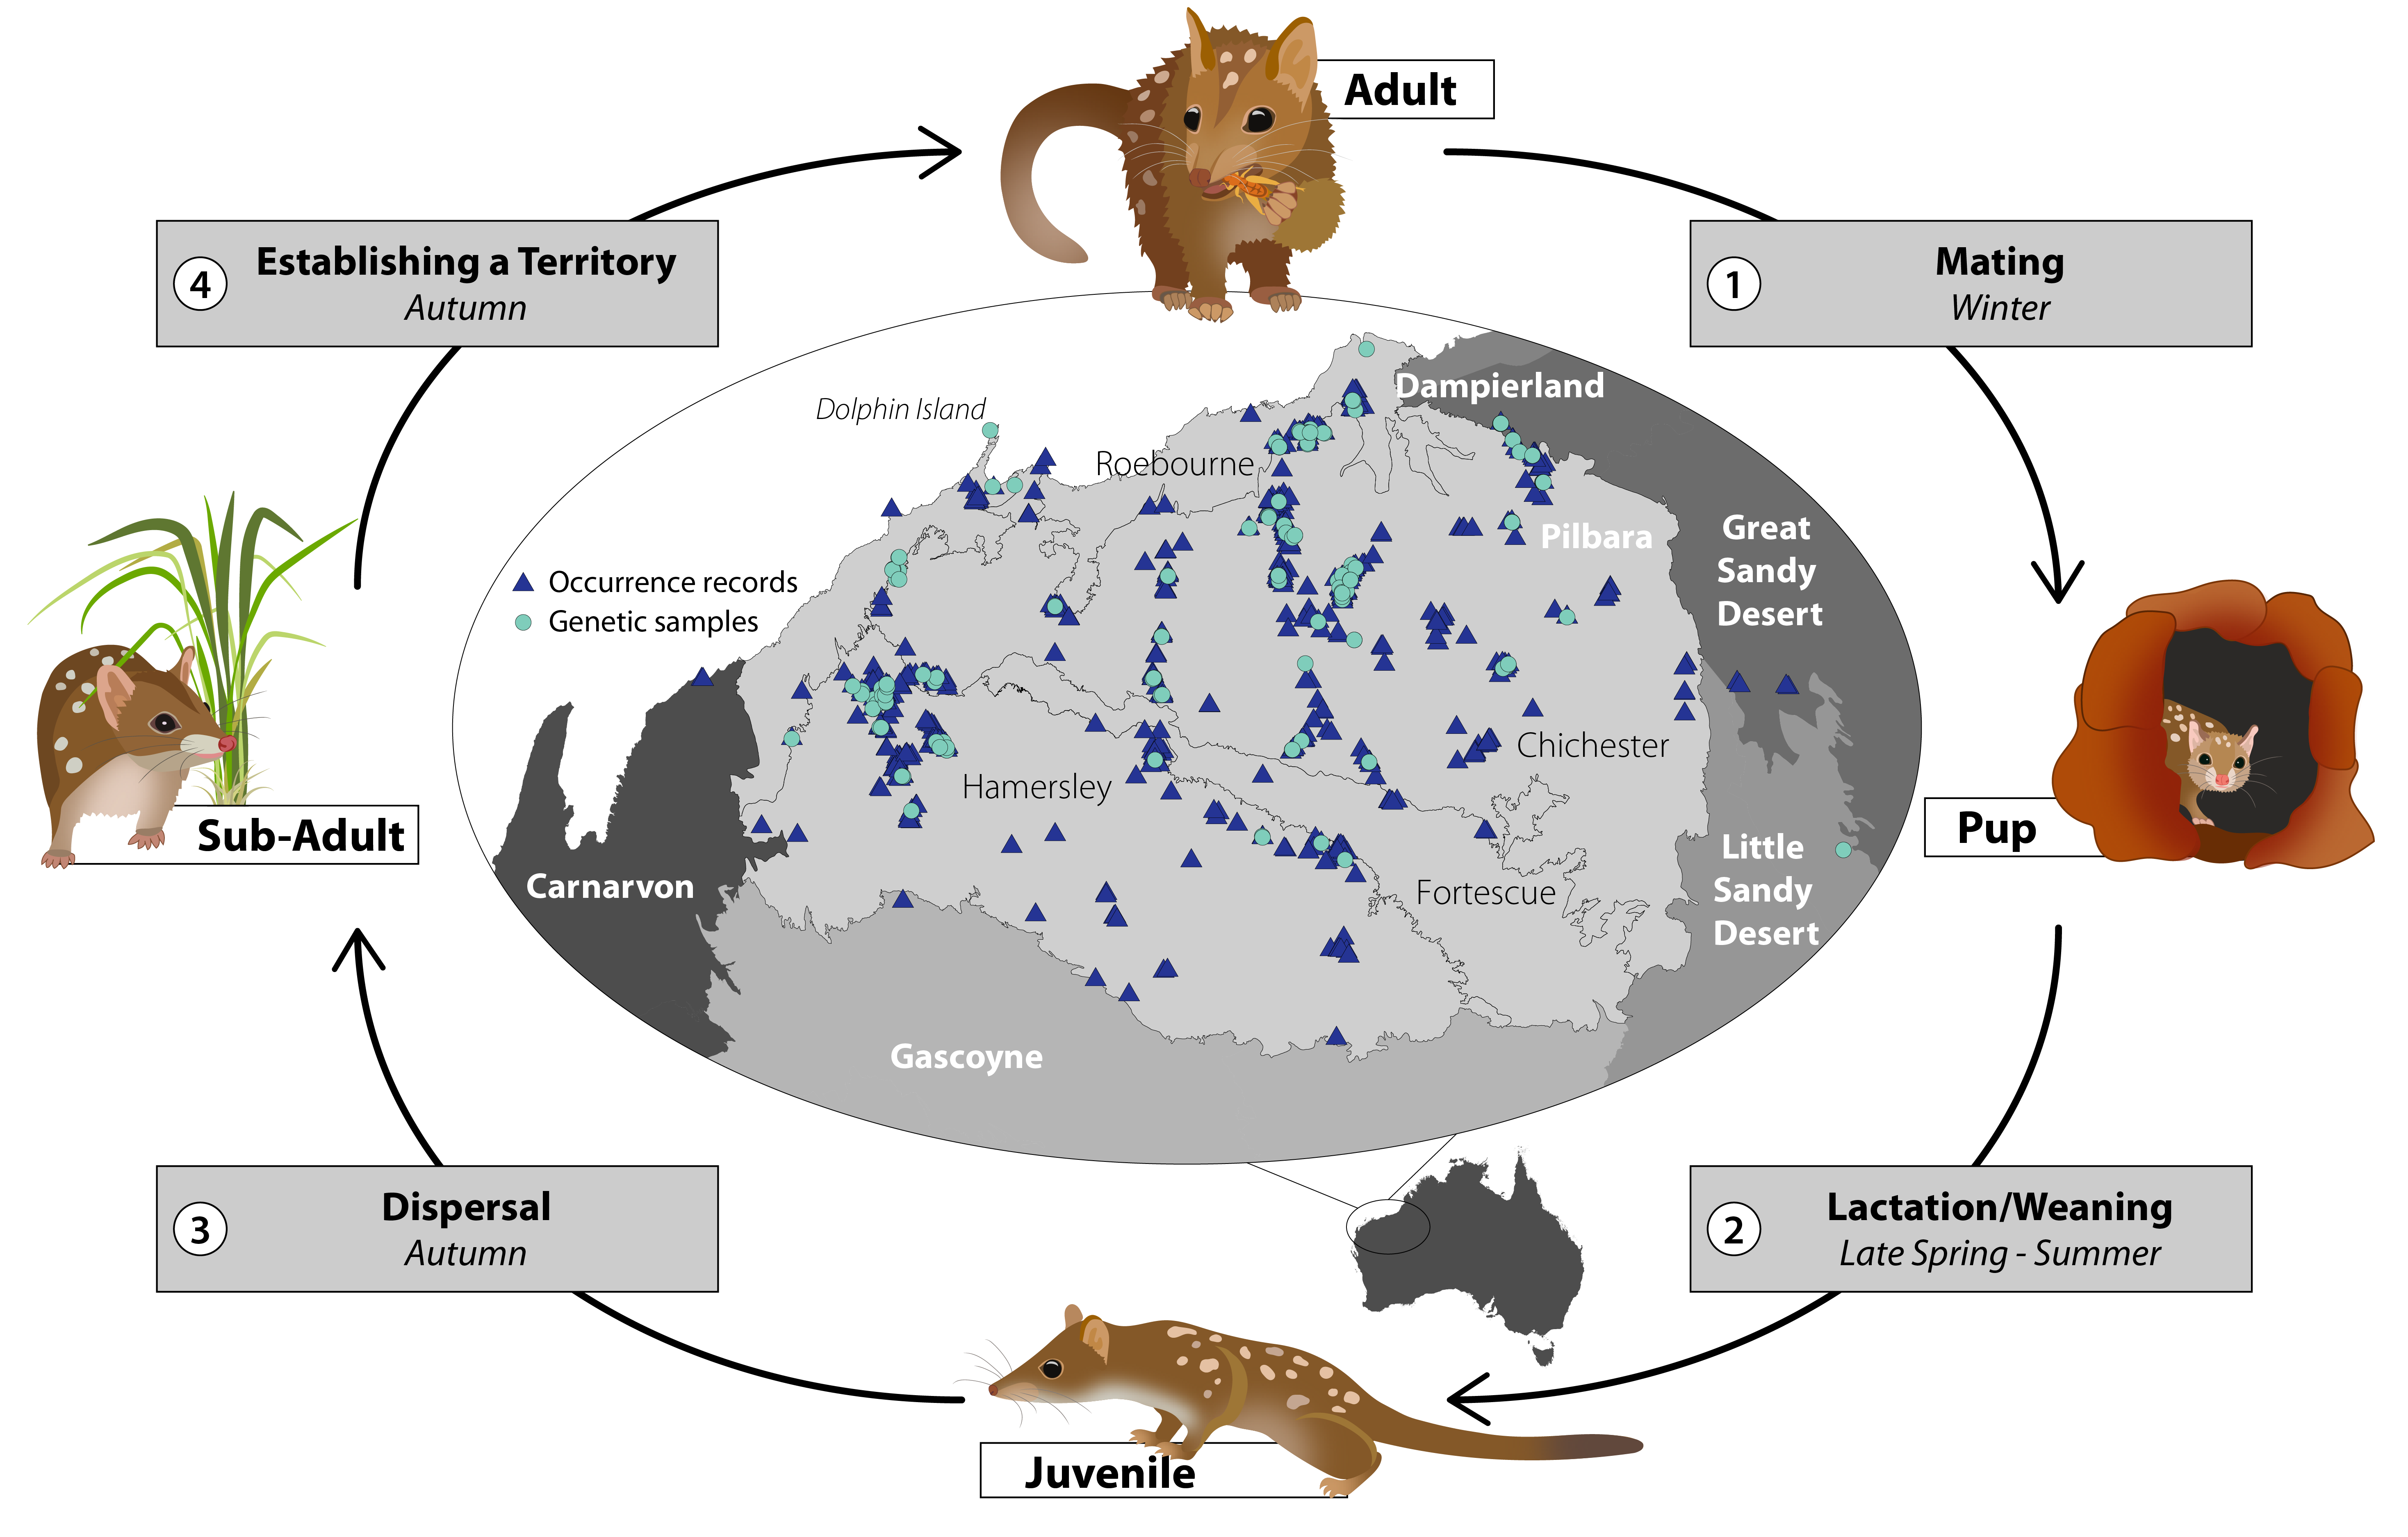 Adult
4
Establishing a Territory
Autumn
1
Mating
Winter
Dolphin Island
Dampierland
Roebourne
Pilbara
Great
Sandy
Desert
Occurrence records
Genetic samples
Chichester
Hamersley
Sub-Adult
Pup
Little
Sandy
Desert
Carnarvon
Fortescue
Gascoyne
3
Dispersal
Autumn
2
Lactation/Weaning
Late Spring - Summer
Juvenile